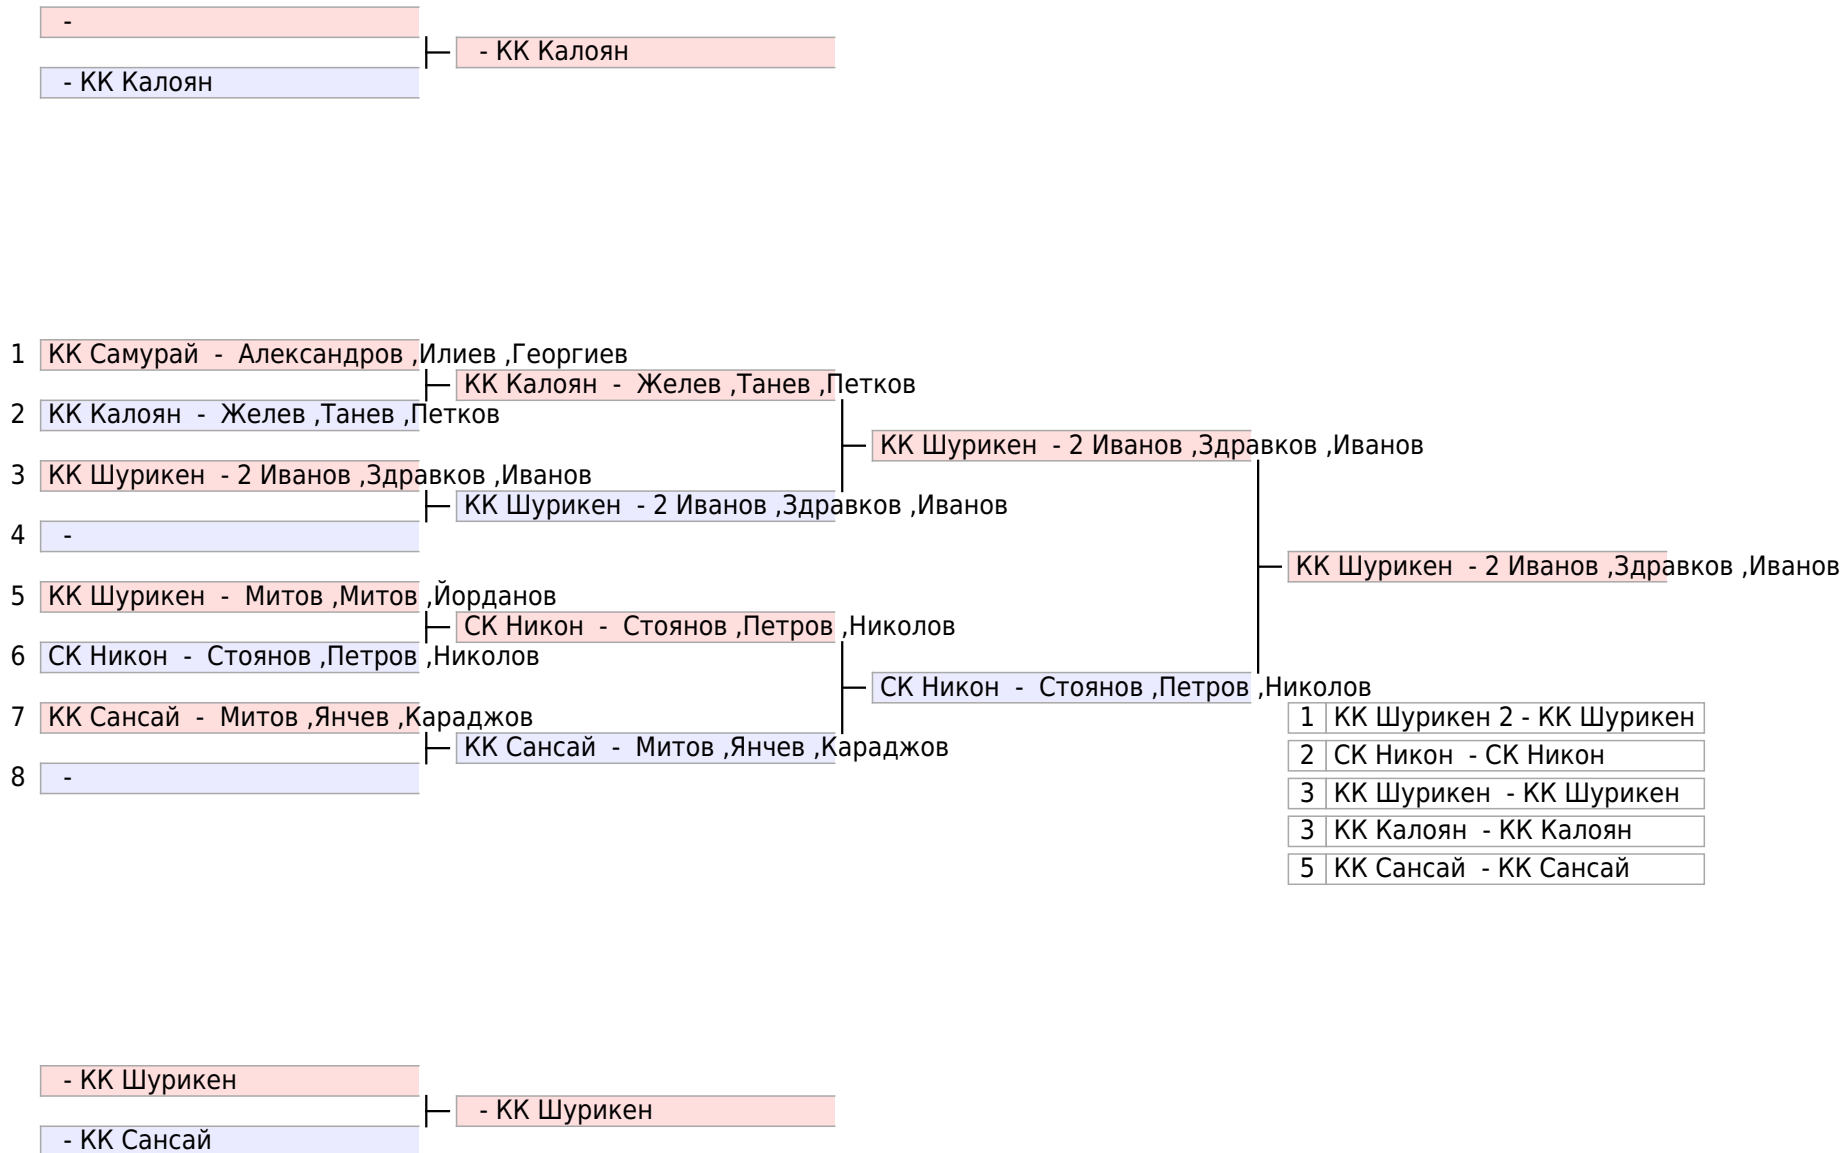 -
- КК Калоян
- КК Калоян
1 КК Самурай - Александров ,Илиев ,Георгиев
КК Калоян - Желев ,Танев ,Петков
2 КК Калоян - Желев ,Танев ,Петков
КК Шурикен - 2 Иванов ,Здравков ,Иванов
3 КК Шурикен - 2 Иванов ,Здравков ,Иванов
КК Шурикен - 2 Иванов ,Здравков ,Иванов
4 -
КК Шурикен - 2 Иванов ,Здравков ,Иванов
5 КК Шурикен - Митов ,Митов ,Йорданов
СК Никон - Стоянов ,Петров ,Николов
6 СК Никон - Стоянов ,Петров ,Николов
СК Никон - Стоянов ,Петров ,Николов
7 КК Сансай - Митов ,Янчев ,Караджов
КК Сансай - Митов ,Янчев ,Караджов
8 -
1 КК Шурикен 2 - КК Шурикен
2 СК Никон - СК Никон
3 КК Шурикен - КК Шурикен
3 КК Калоян - КК Калоян
5 КК Сансай - КК Сансай
- КК Шурикен
- КК Шурикен
- КК Сансай